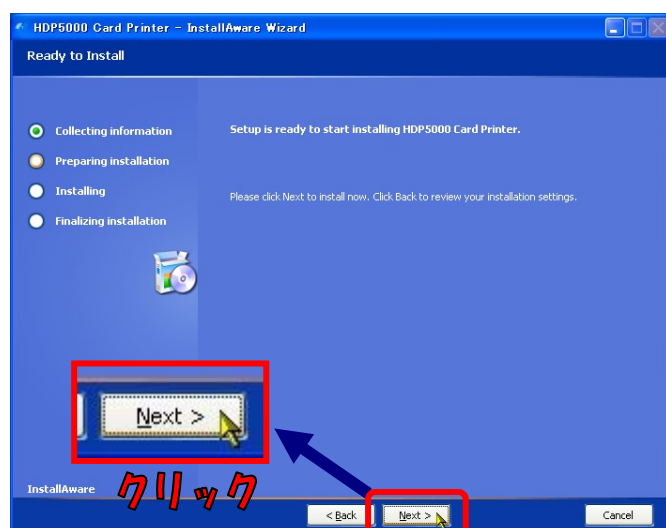 HDP5000 Card Printer - InstallAware Wizard
Ready to Install
Collecting information
Preparing installation
Installing
Finalizing installation
Setup is ready to start installing HDP5000 Card Printer.
Please click Next to install now. Click Back to review your installation settings.
Next >
クリック
InstallAware
< Back
Next >
Cancel